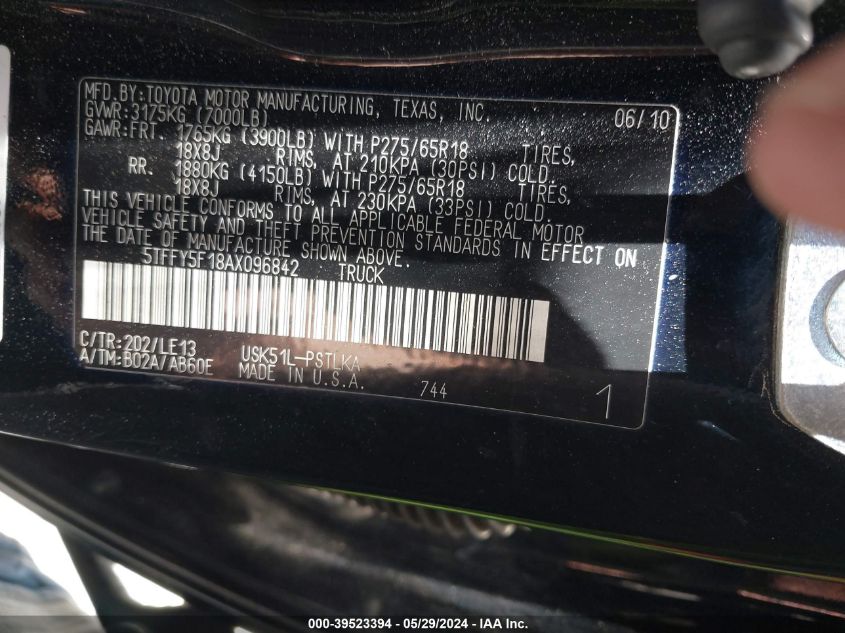 MFD.BY:TOYOTA MOTOR MANUFACTURING, TEXAS, INC. 06/10
GVWR:3175KG (7000LB)
GAWR:FRT. 1765KG (3900LB) WITH P275/65R18 TIRES,
18X8J RIMS, AT 210KPA (30PSI) COLD.
RR. 1880KG (4150LB) WITH P275/65R18 TIRES,
18X8J RIMS, AT 230KPA (33PSI) COLD.
THIS VEHICLE CONFORMS TO ALL APPLICABLE FEDERAL MOTOR
VEHICLE SAFETY AND THEFT PREVENTION STANDARDS IN EFFECT ON
THE DATE OF MANUFACTURE SHOWN ABOVE.
5TFFY5F18AX096842 TRUCK
C/TR:202/LE13 USK51L-PSTLKA
A/TM:B02A/AB60E MADE IN U.S.A. 744 1
000-39523394 - 05/29/2024 - IAA Inc.